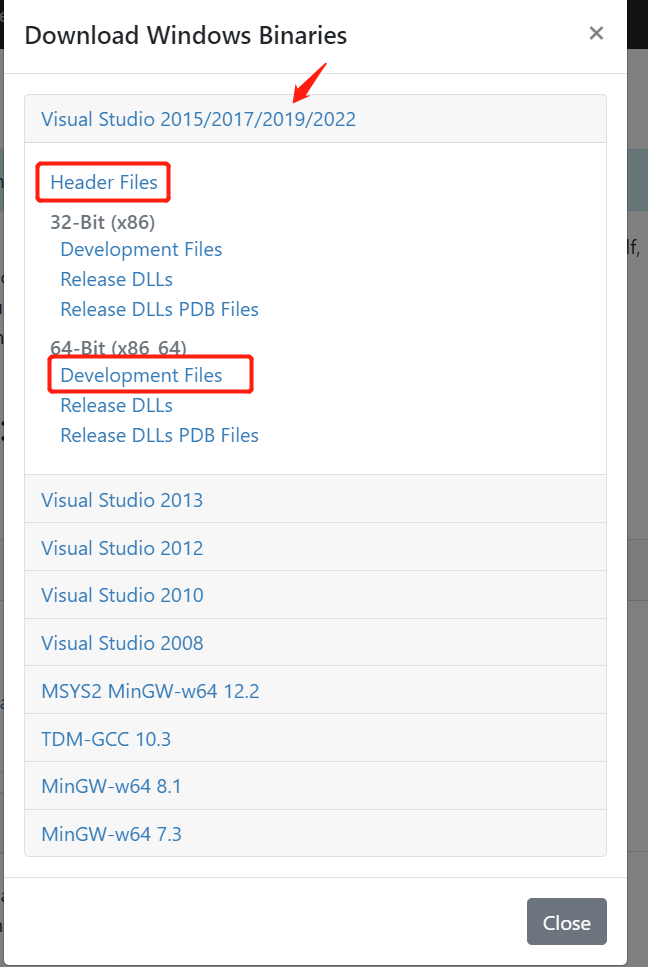 Download Windows Binaries
×
Visual Studio 2015/2017/2019/2022
Header Files
32-Bit (x86)
Development Files
Release DLLs
Release DLLs PDB Files
64-Bit (x86_64)
Development Files
Release DLLs
Release DLLs PDB Files
Visual Studio 2013
Visual Studio 2012
Visual Studio 2010
Visual Studio 2008
MSYS2 MinGW-w64 12.2
TDM-GCC 10.3
MinGW-w64 8.1
MinGW-w64 7.3
Close